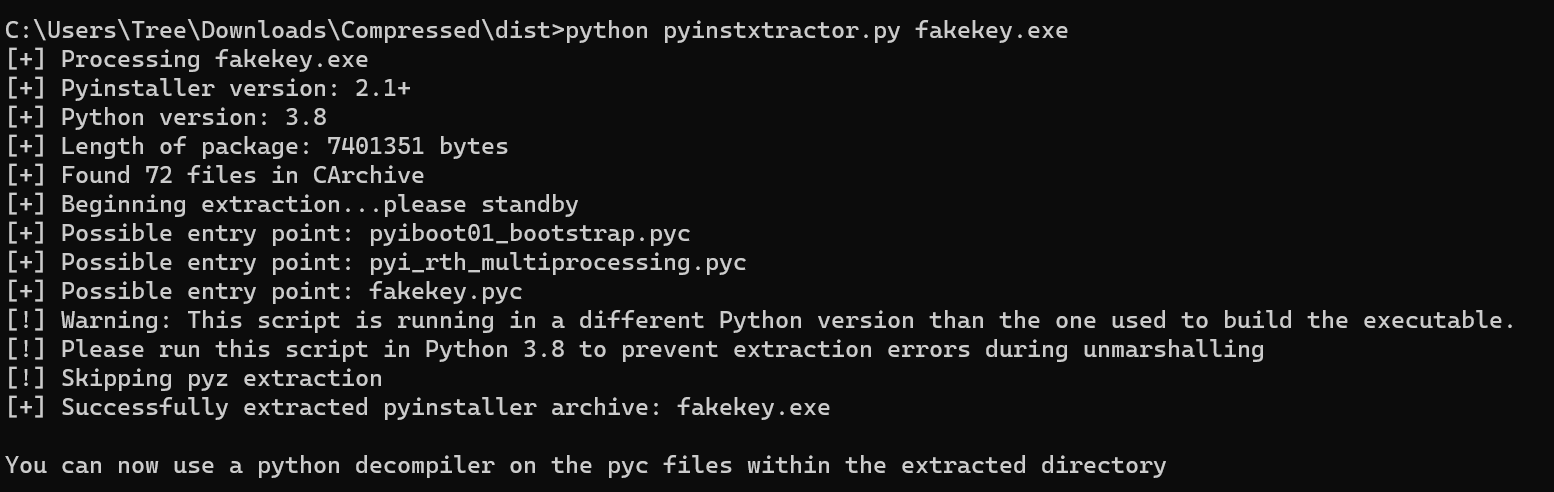 C:\Users\Tree\Downloads\Compressed\dist>python pyinstxtractor.py fakekey.exe
[+] Processing fakekey.exe
[+] Pyinstaller version: 2.1+
[+] Python version: 3.8
[+] Length of package: 7401351 bytes
[+] Found 72 files in CArchive
[+] Beginning extraction...please standby
[+] Possible entry point: pyiboot01_bootstrap.pyc
[+] Possible entry point: pyi_rth_multiprocessing.pyc
[+] Possible entry point: fakekey.pyc
[!] Warning: This script is running in a different Python version than the one used to build the executable.
[!] Please run this script in Python 3.8 to prevent extraction errors during unmarshalling
[!] Skipping pyz extraction
[+] Successfully extracted pyinstaller archive: fakekey.exe
You can now use a python decompiler on the pyc files within the extracted directory